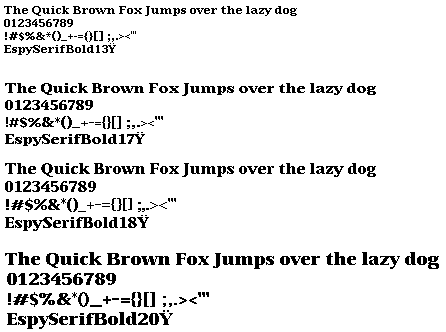 The Quick Brown Fox Jumps over the lazy dog
0123456789
!#$%&*()_+-={}[] ;,.><'"
EspySerifBold13Ÿ
The Quick Brown Fox Jumps over the lazy dog
0123456789
!#$%&*()_+-={}[] ;,.><'"
EspySerifBold17Ÿ
The Quick Brown Fox Jumps over the lazy dog
0123456789
!#$%&*()_+-={}[] ;,.><'"
EspySerifBold18Ÿ
The Quick Brown Fox Jumps over the lazy dog
0123456789
!#$%&*()_+-={}[] ;,.><'"
EspySerifBold20Ÿ